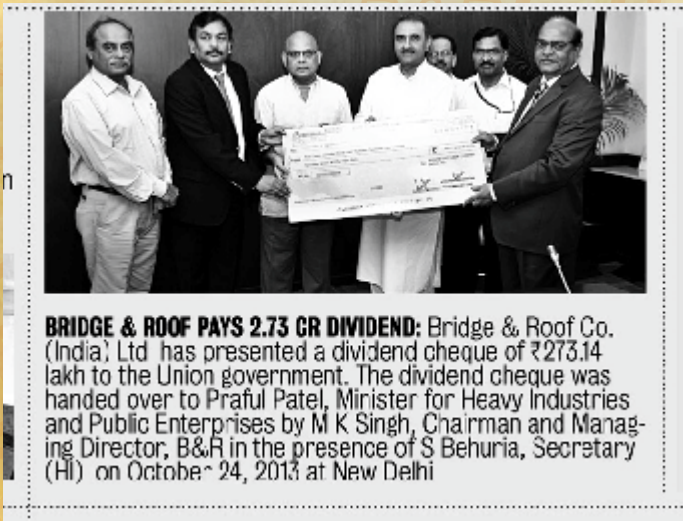 BRIDGE & ROOF PAYS 2.73 CR DIVIDEND: Bridge & Roof Co.
(India) Ltd has presented a dividend cheque of ₹273.14
lakh to the Union government. The dividend cheque was
handed over to Praful Patel, Minister for Heavy Industries
and Public Enterprises by M K Singh, Chairman and Manag-
ing Director, B&R in the presence of S Behuria, Secretary
(HI) on October 24, 2013 at New Delhi